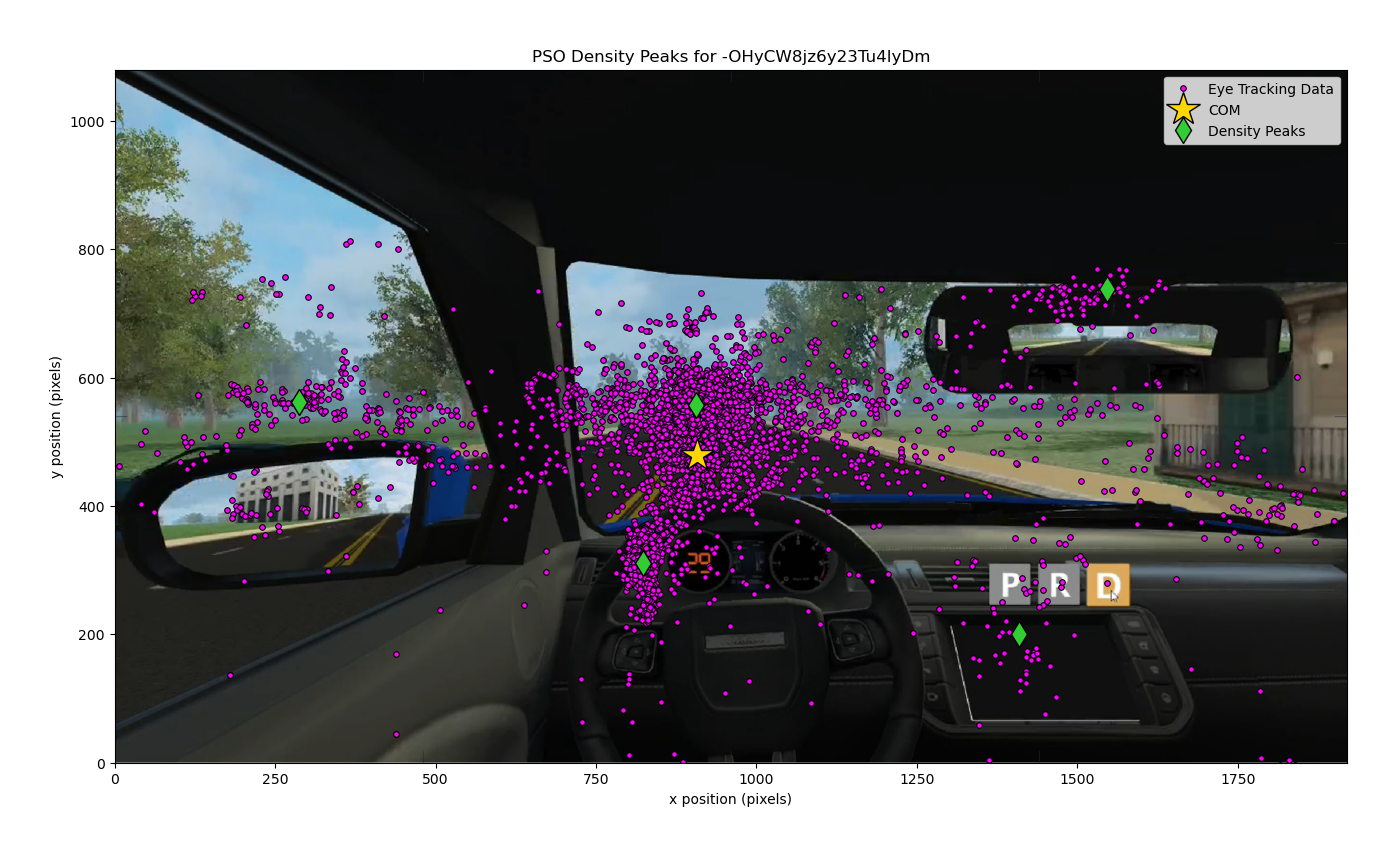 PSO Density Peaks for -OHyCW8jz6y23Tu4lyDm
Eye Tracking Data
COM
Density Peaks
y position (pixels)
1000
800
600
400
200
0
P R D
0 250 500 750 1000 1250 1500 1750
x position (pixels)